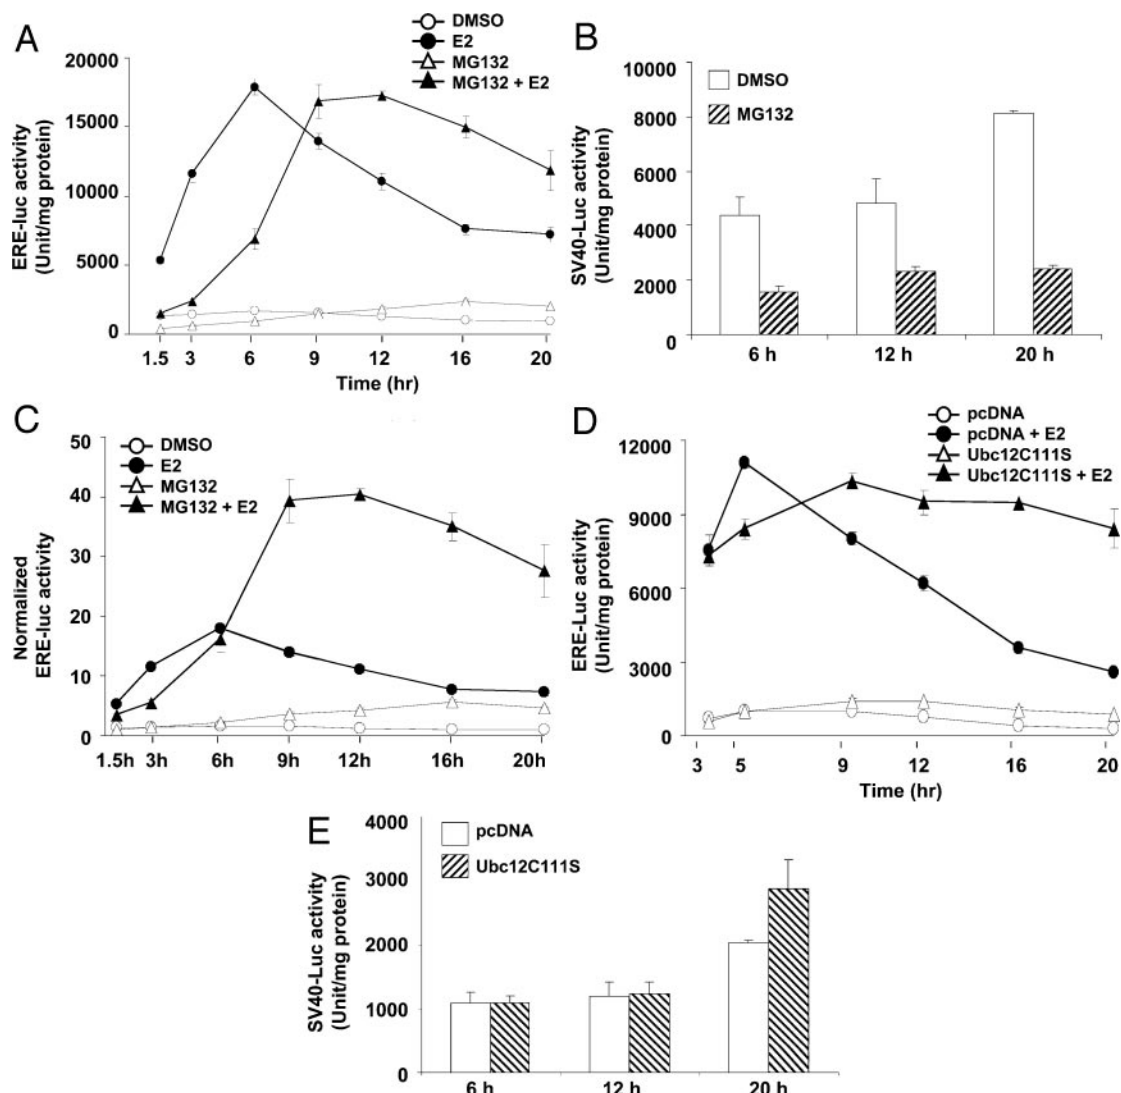 A
DMSO
E2
MG132
MG132 + E2
ERE-luc activity
(Unit/mg protein)
20000
15000
10000
5000
0
1.5 3 6 9 12 16 20
Time (hr)
B
DMSO
MG132
SV40-Luc activity
(Unit/mg protein)
10000
8000
6000
4000
2000
0
6 h 12 h 20 h
C
DMSO
E2
MG132
MG132 + E2
Normalized
ERE-luc activity
50
40
30
20
10
0
1.5h 3h 6h 9h 12h 16h 20h
D
pcDNA
pcDNA + E2
Ubc12C111S
Ubc12C111S + E2
ERE-Luc activity
(Unit/mg protein)
12000
9000
6000
3000
0
3 5 9 12 16 20
Time (hr)
E
pcDNA
Ubc12C111S
SV40-Luc activity
(Unit/mg protein)
4000
3000
2000
1000
0
6 h 12 h 20 h